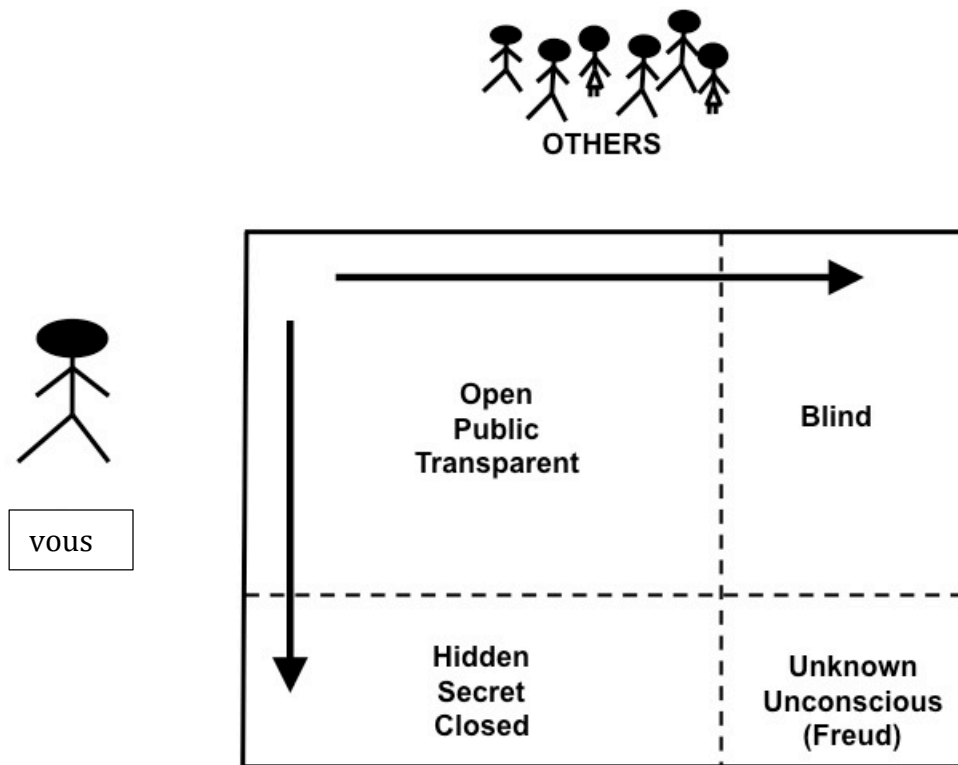 OTHERS
Open
Public
Transparent
Blind
vous
Hidden
Secret
Closed
Unknown
Unconscious
(Freud)